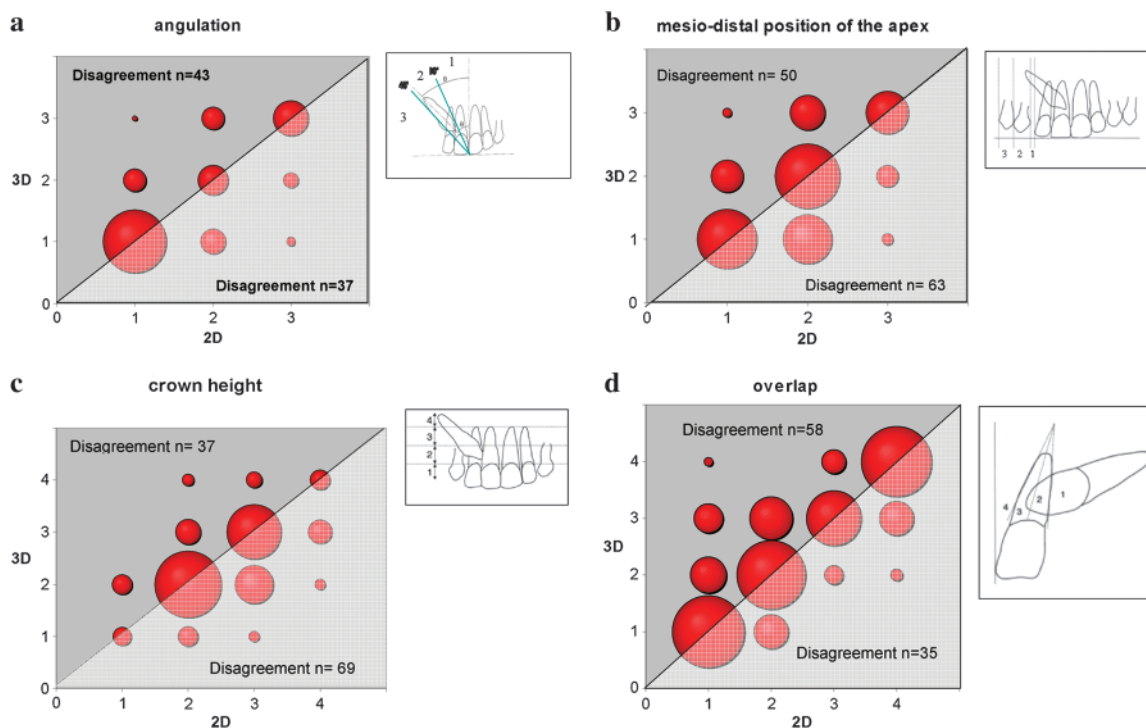 a
angulation
Disagreement n=43
3
3D 2
1
0
0 1 2 3
2D
Disagreement n=37
1
2
3
θ
θ
b
mesio-distal position of the apex
Disagreement n= 50
3
3D 2
1
0
0 1 2 3
2D
Disagreement n= 63
3 2 1
c
crown height
Disagreement n= 37
4
3
3D
2
1
0
0 1 2 3 4
2D
Disagreement n= 69
4
3
2
1
d
overlap
Disagreement n=58
4
3
3D
2
1
0
0 1 2 3 4
2D
Disagreement n=35
4 3 2 1